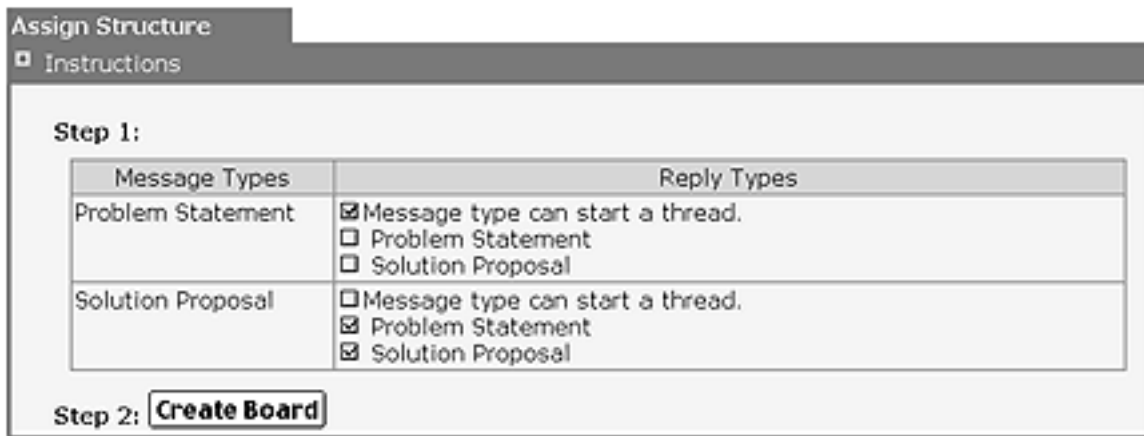 Assign Structure
Instructions
Step 1:
Message Types Reply Types
Problem Statement Message type can start a thread.
Problem Statement
Solution Proposal
Solution Proposal Message type can start a thread.
Problem Statement
Solution Proposal
Step 2: Create Board